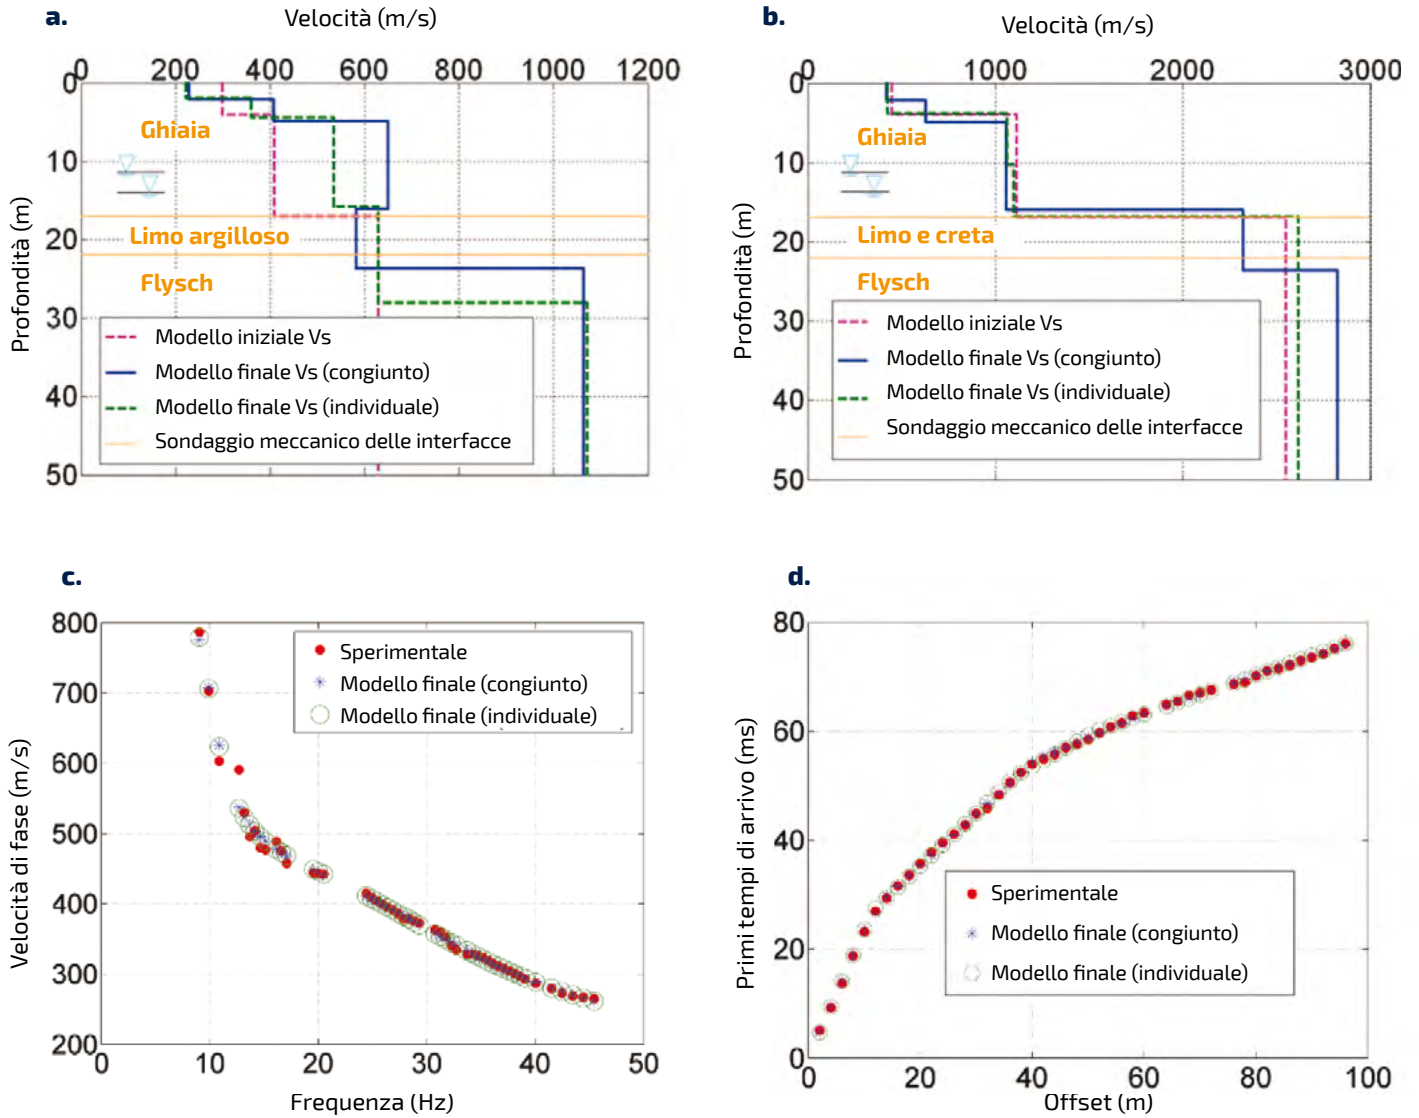 a.
Velocità (m/s)
0 200 400 600 800 1000 1200
0
10
20
30
40
50
Profondità (m)
Ghiaia
Limo argilloso
Flysch
Modello iniziale Vs
Modello finale Vs (congiunto)
Modello finale Vs (individuale)
Sondaggio meccanico delle interfacce
b.
Velocità (m/s)
0 1000 2000 3000
0
10
20
30
40
50
Profondità (m)
Ghiaia
Limo e creta
Flysch
Modello iniziale Vs
Modello finale Vs (congiunto)
Modello finale Vs (individuale)
Sondaggio meccanico delle interfacce
c.
800
700
600
500
400
300
200
Velocità di fase (m/s)
Sperimentale
Modello finale (congiunto)
Modello finale (individuale)
0 10 20 30 40 50
Frequenza (Hz)
d.
80
60
40
20
0
Primi tempi di arrivo (ms)
Sperimentale
Modello finale (congiunto)
Modello finale (individuale)
0 20 40 60 80 100
Offset (m)